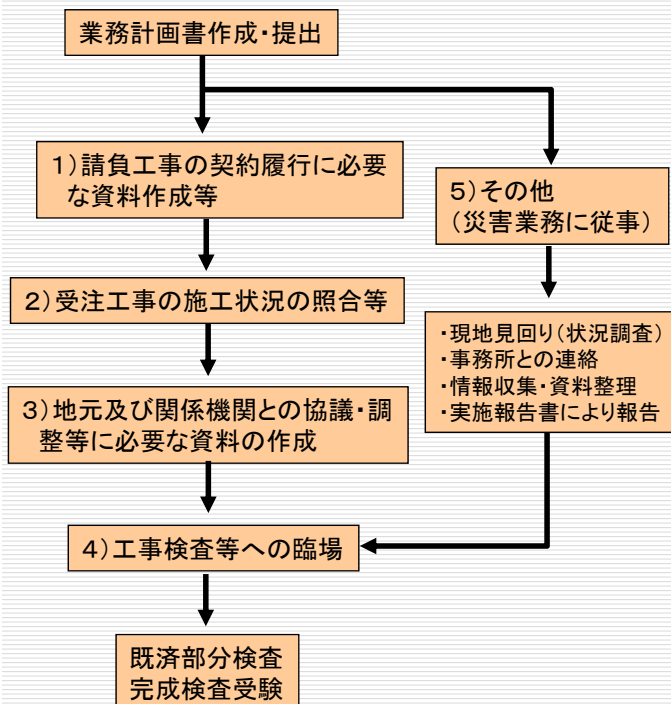 業務計画書作成・提出
1)請負工事の契約履行に必要
な資料作成等
2)受注工事の施工状況の照合等
3)地元及び関係機関との協議・調
整等に必要な資料の作成
5)その他
(災害業務に従事)
・現地見回り(状況調査)
・事務所との連絡
・情報収集・資料整理
・実施報告書により報告
4)工事検査等への臨場
既済部分検査
完成検査受験